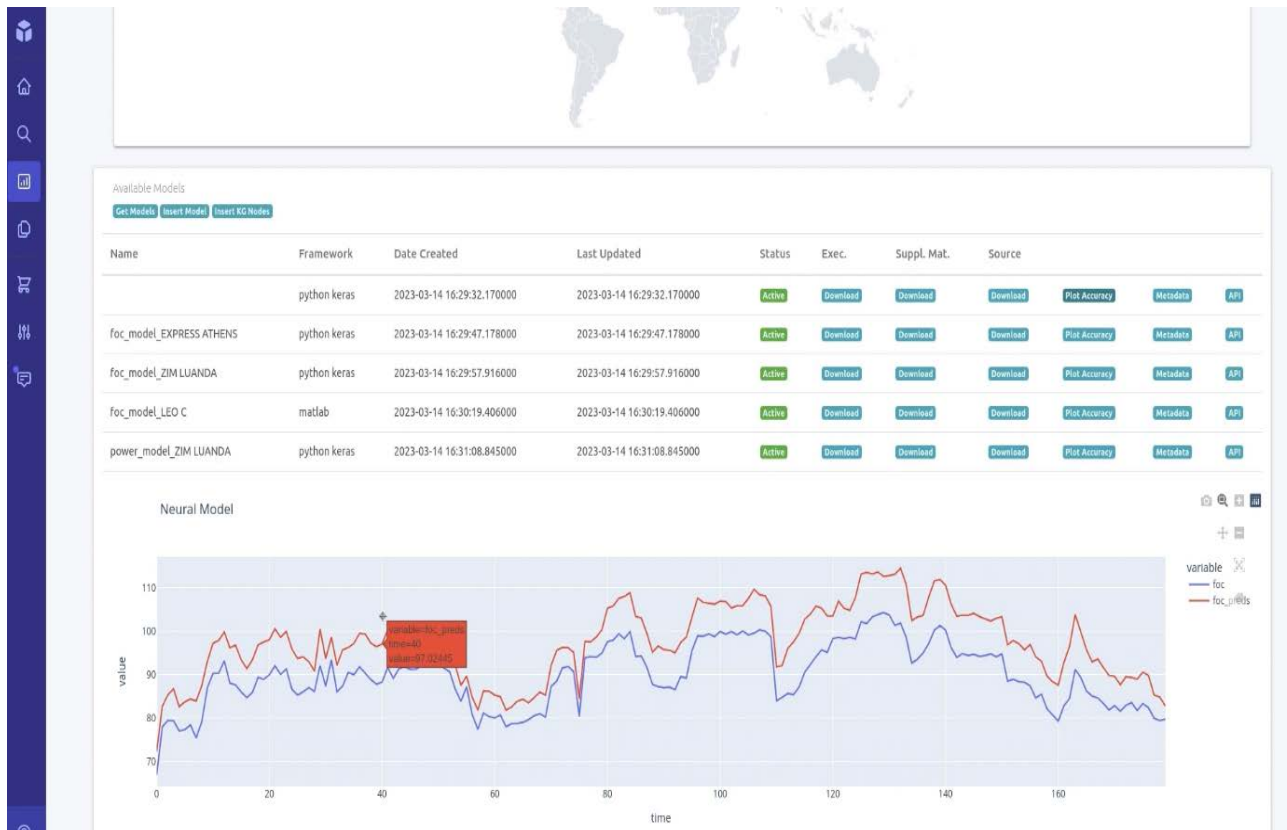 Available Models
Get Models Insert Model Insert KG Nodes
Name Framework Date Created Last Updated Status Exec. Suppl. Mat. Source
python keras 2023-03-14 16:29:32.170000 2023-03-14 16:29:32.170000 Active Download Download Download Plot Accuracy Metadata API
foc_model_EXPRESS ATHENS python keras 2023-03-14 16:29:47.178000 2023-03-14 16:29:47.178000 Active Download Download Download Plot Accuracy Metadata API
foc_model_ZIM LUANDA python keras 2023-03-14 16:29:57.916000 2023-03-14 16:29:57.916000 Active Download Download Download Plot Accuracy Metadata API
foc_model_LEO C matlab 2023-03-14 16:30:19.406000 2023-03-14 16:30:19.406000 Active Download Download Download Plot Accuracy Metadata API
power_model_ZIM LUANDA python keras 2023-03-14 16:31:08.845000 2023-03-14 16:31:08.845000 Active Download Download Download Plot Accuracy Metadata API
Neural Model
variable
foc
foc_preds
110
100
90
80
70
value
variable=foc_preds
time=40
value=97.02445
0 20 40 60 80 100 120 140 160
time